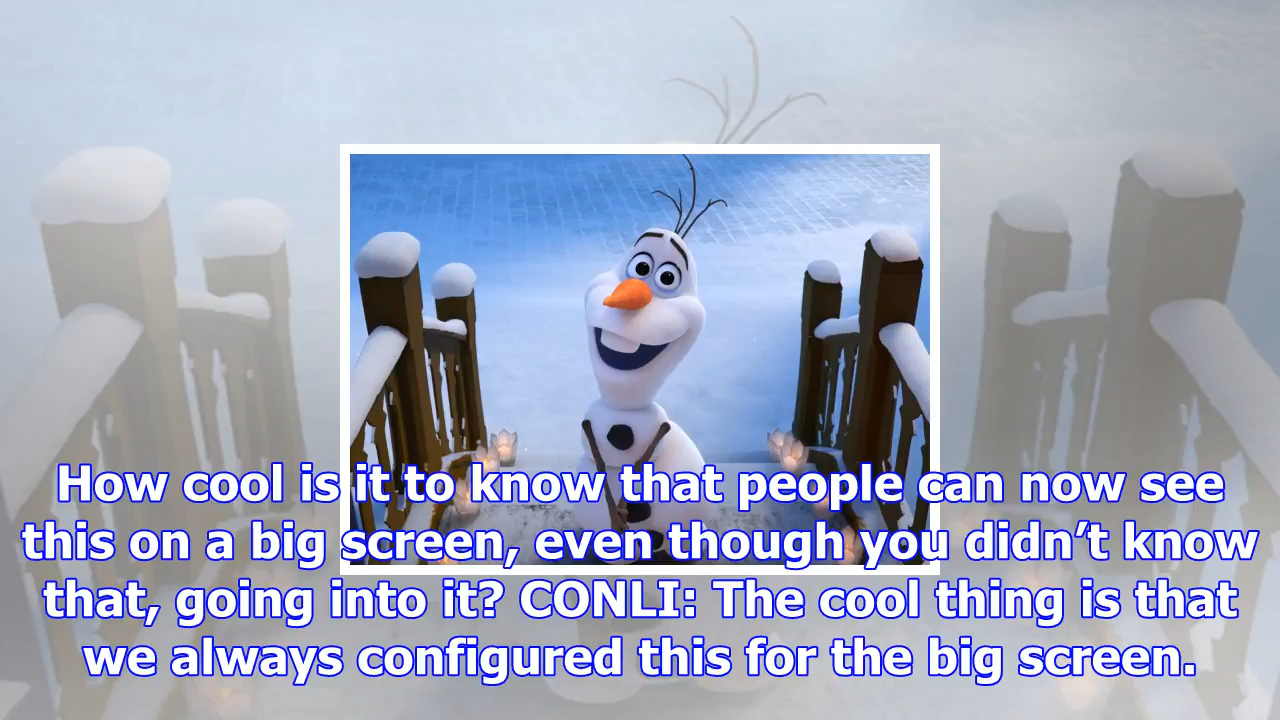 How cool is it to know that people can now see
this on a big screen, even though you didn’t know
that, going into it? CONLI: The cool thing is that
we always configured this for the big screen.